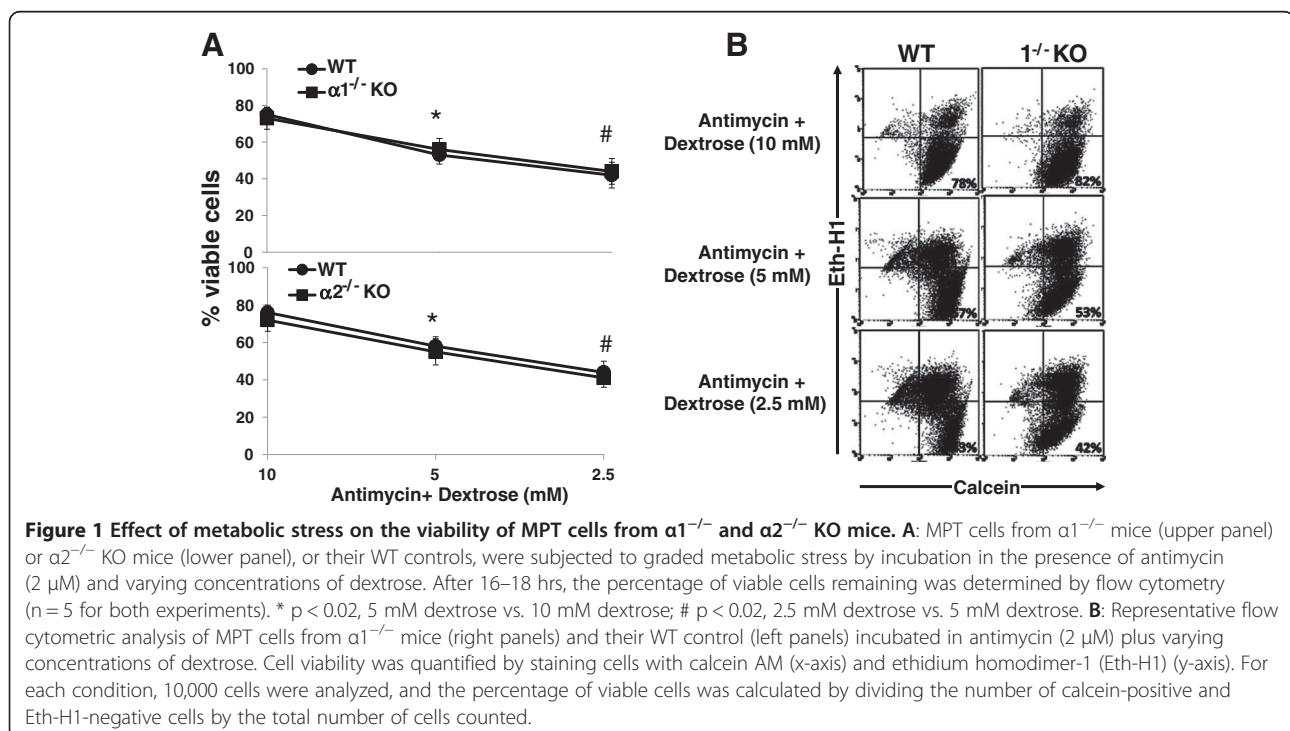 A
B
WT
α1⁻/⁻ KO
100
80
60
40
20
0
*
#
WT
α2⁻/⁻ KO
100
80
60
40
20
0
*
#
% viable cells
10
5
2.5
Antimycin+ Dextrose (mM)
WT
1⁻/⁻ KO
Antimycin +
Dextrose (10 mM)
78%
82%
Antimycin +
Dextrose (5 mM)
53%
Antimycin +
Dextrose (2.5 mM)
42%
Eth-H1
Calcein
Figure 1 Effect of metabolic stress on the viability of MPT cells from α1⁻/⁻ and α2⁻/⁻ KO mice. A: MPT cells from α1⁻/⁻ mice (upper panel)
or α2⁻/⁻ KO mice (lower panel), or their WT controls, were subjected to graded metabolic stress by incubation in the presence of antimycin
(2 μM) and varying concentrations of dextrose. After 16–18 hrs, the percentage of viable cells remaining was determined by flow cytometry
(n = 5 for both experiments). * p < 0.02, 5 mM dextrose vs. 10 mM dextrose; # p < 0.02, 2.5 mM dextrose vs. 5 mM dextrose. B: Representative flow
cytometric analysis of MPT cells from α1⁻/⁻ mice (right panels) and their WT control (left panels) incubated in antimycin (2 μM) plus varying
concentrations of dextrose. Cell viability was quantified by staining cells with calcein AM (x-axis) and ethidium homodimer-1 (Eth-H1) (y-axis). For
each condition, 10,000 cells were analyzed, and the percentage of viable cells was calculated by dividing the number of calcein-positive and
Eth-H1-negative cells by the total number of cells counted.